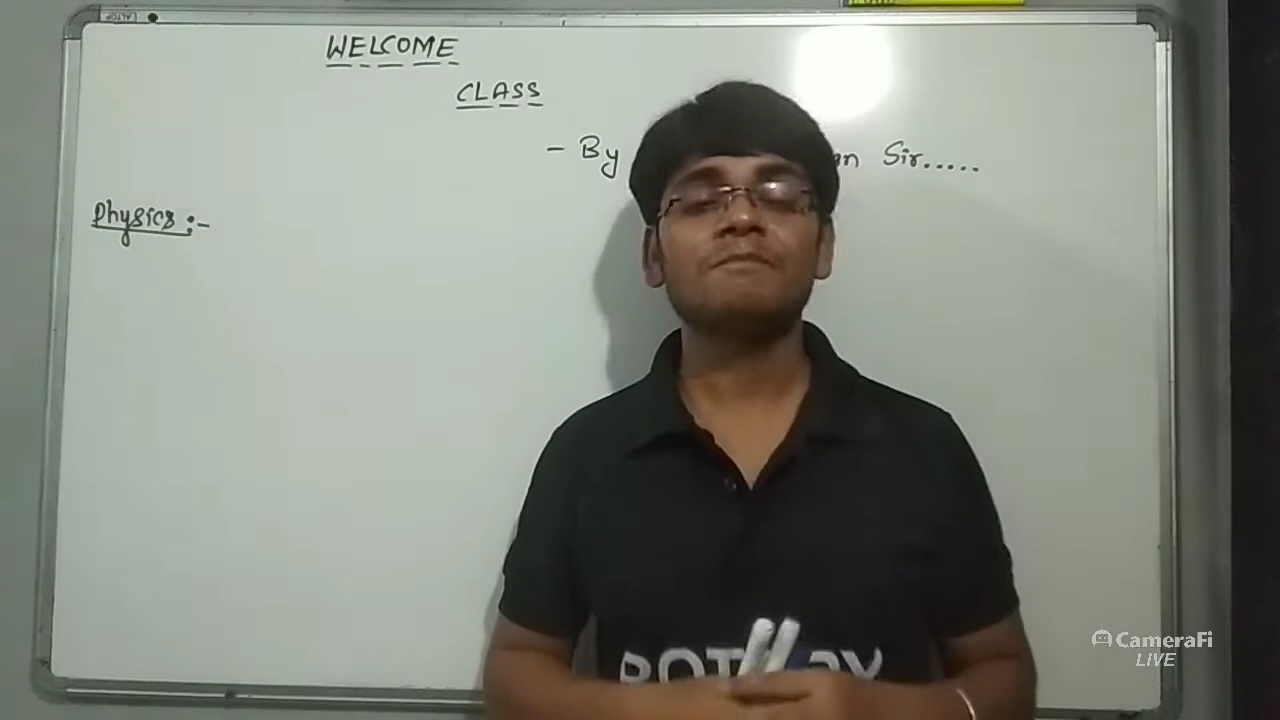 WELCOME
CLASS
- By Sir.....
Physics :-
CameraFi
LIVE